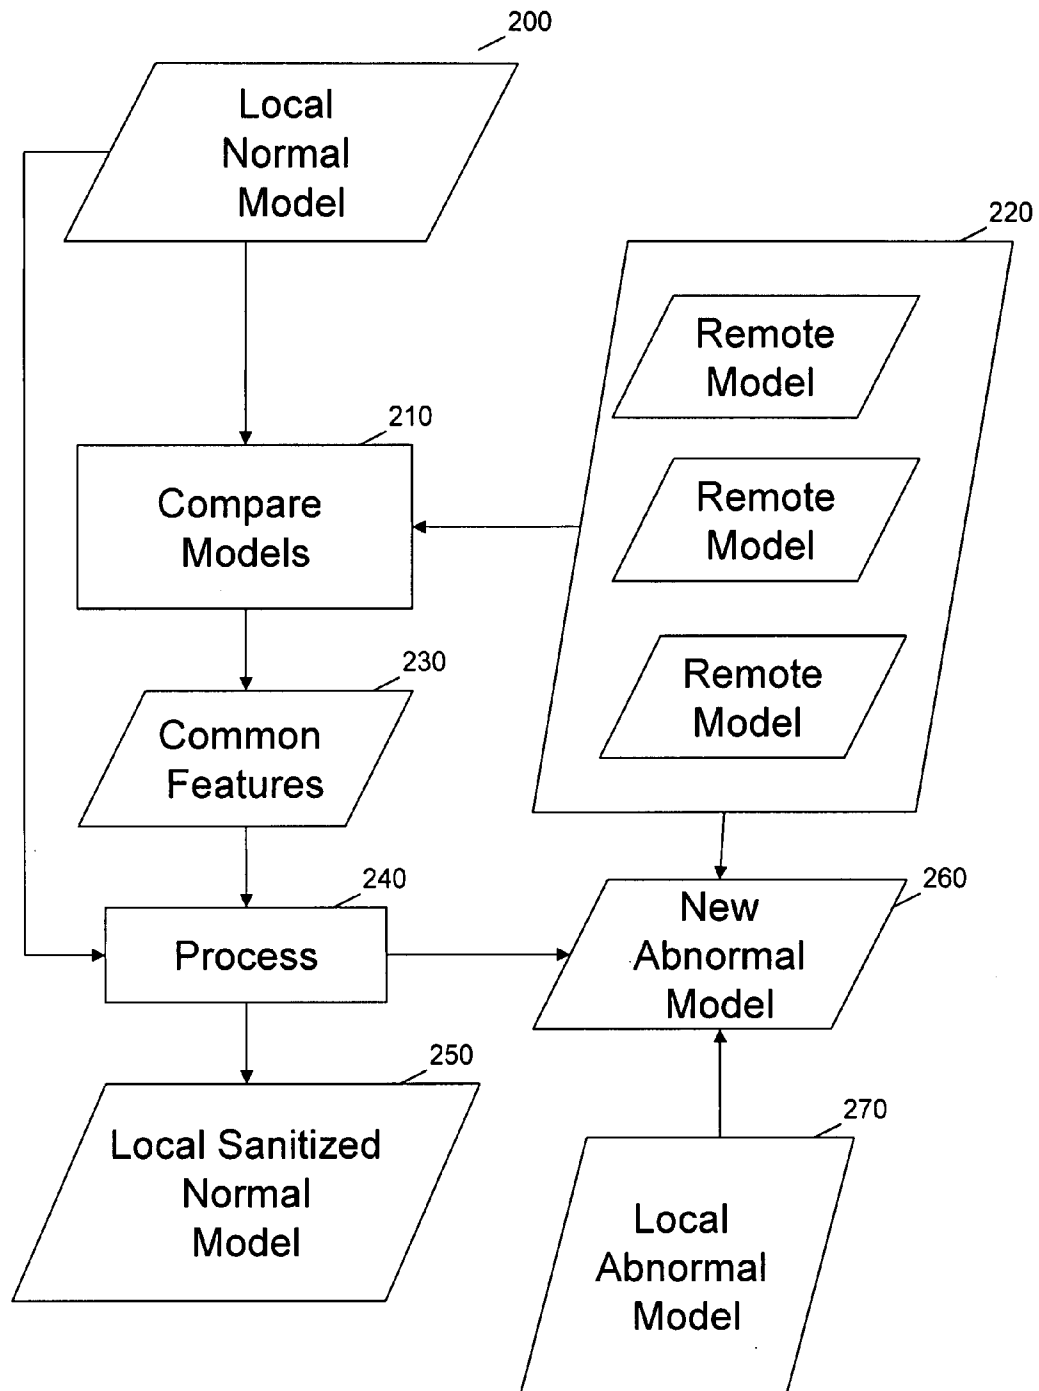 200
Local
Normal
Model
220
Remote
Model
210
Compare
Models
Remote
Model
230
Common
Features
Remote
Model
240
Process
260
New
Abnormal
Model
250
Local Sanitized
Normal
Model
270
Local
Abnormal
Model